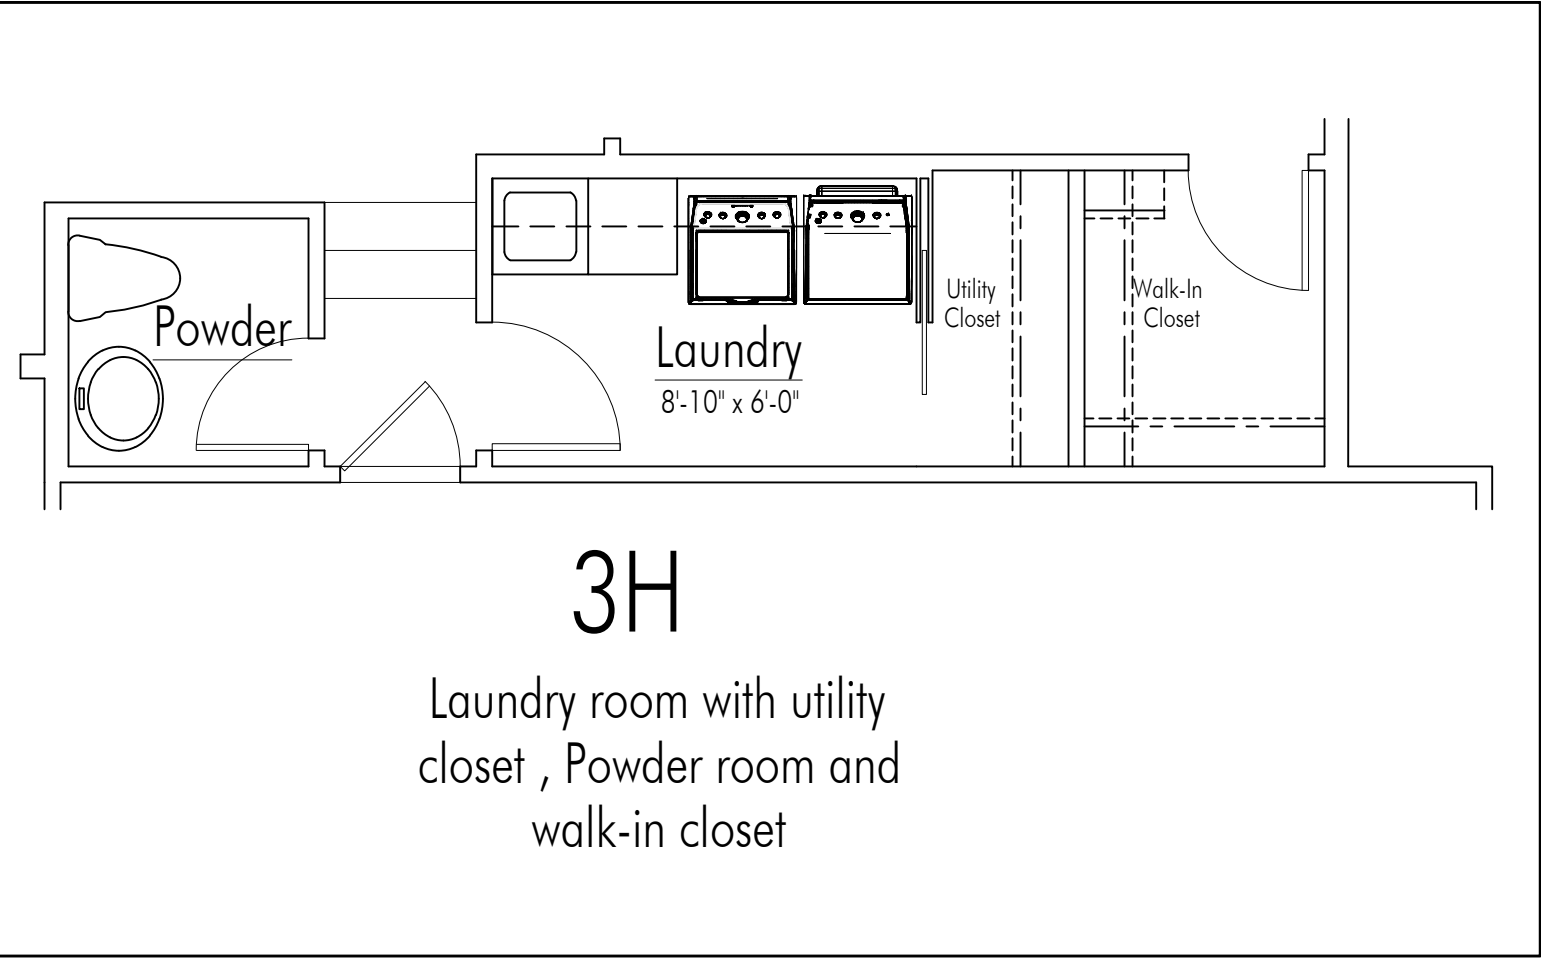 Powder
Laundry
8'-10" x 6'-0"
Utility
Closet
Walk-In
Closet
3H
Laundry room with utility
closet , Powder room and
walk-in closet